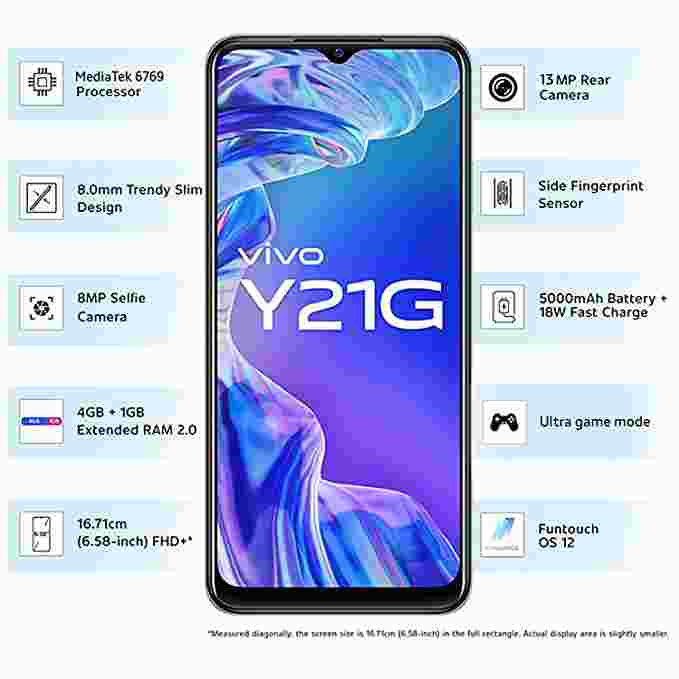 MediaTek 6769
Processor
8.0mm Trendy Slim
Design
8MP Selfie
Camera
4GB + 1GB
Extended RAM 2.0
16.71cm
(6.58-inch) FHD+*
vivo
Y21G
13 MP Rear
Camera
Side Fingerprint
Sensor
5000mAh Battery +
18W Fast Charge
Ultra game mode
Funtouch
OS 12
*Measured diagonally, the screen size is 16.71cm (6.58-inch) in the full rectangle. Actual display area is slightly smaller.